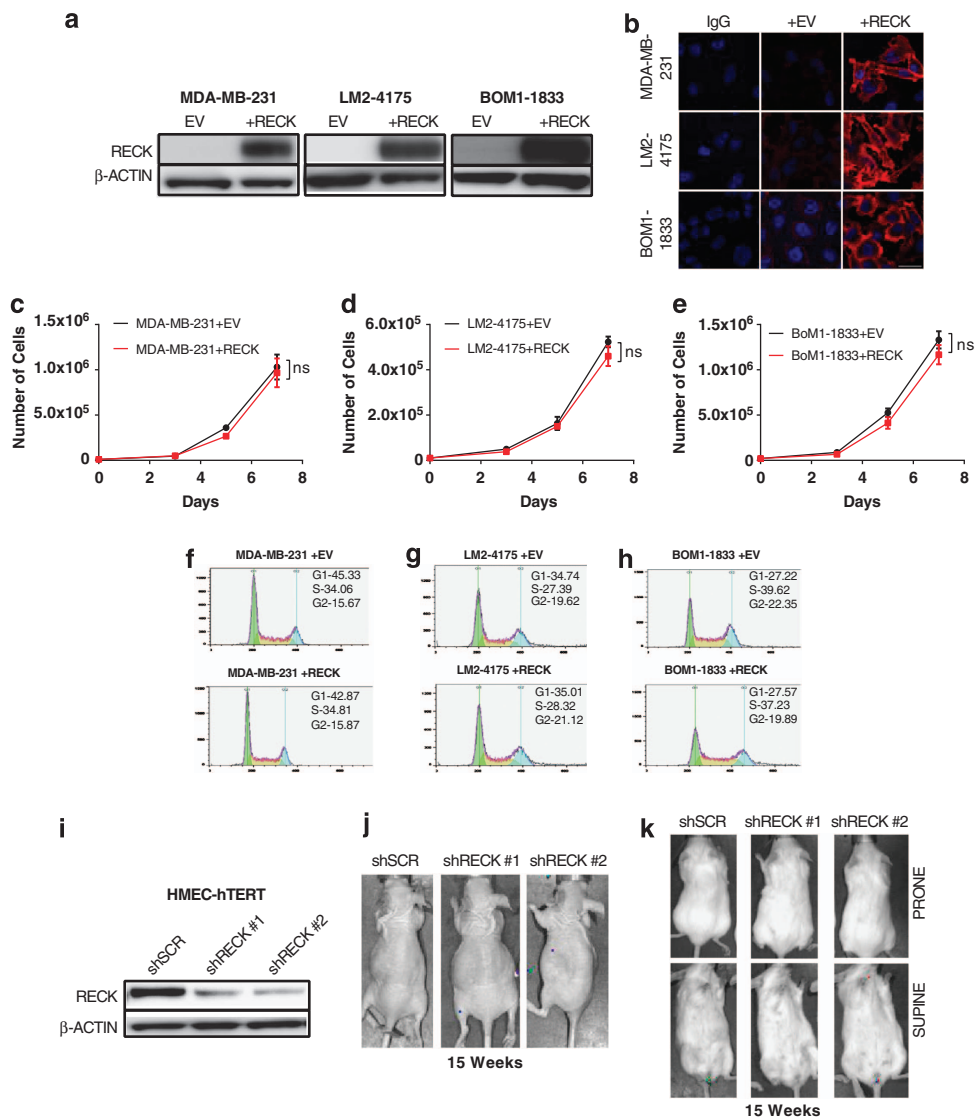 a
MDA-MB-231
LM2-4175
BOM1-1833
EV +RECK
EV +RECK
EV +RECK
RECK
β-ACTIN
b
IgG
+EV
+RECK
MDA-MB-231
LM2-4175
BOM1-1833
c
Number of Cells
1.5x10⁶
1.0x10⁶
5.0x10⁵
0
MDA-MB-231+EV
MDA-MB-231+RECK
ns
0 2 4 6 8
Days
d
Number of Cells
6.0x10⁵
4.0x10⁵
2.0x10⁵
0
LM2-4175+EV
LM2-4175+RECK
ns
0 2 4 6 8
Days
e
Number of Cells
1.5x10⁶
1.0x10⁶
5.0x10⁵
0
BoM1-1833+EV
BoM1-1833+RECK
ns
0 2 4 6 8
Days
f
MDA-MB-231 +EV
G1-45.33
S-34.06
G2-15.67
MDA-MB-231 +RECK
G1-42.87
S-34.81
G2-15.87
g
LM2-4175 +EV
G1-34.74
S-27.39
G2-19.62
LM2-4175 +RECK
G1-35.01
S-28.32
G2-21.12
h
BOM1-1833 +EV
G1-27.22
S-39.62
G2-22.35
BOM1-1833 +RECK
G1-27.57
S-37.23
G2-19.89
i
HMEC-hTERT
shSCR
shRECK #1
shRECK #2
RECK
β-ACTIN
j
shSCR
shRECK #1
shRECK #2
15 Weeks
k
shSCR
shRECK #1
shRECK #2
PRONE
SUPINE
15 Weeks